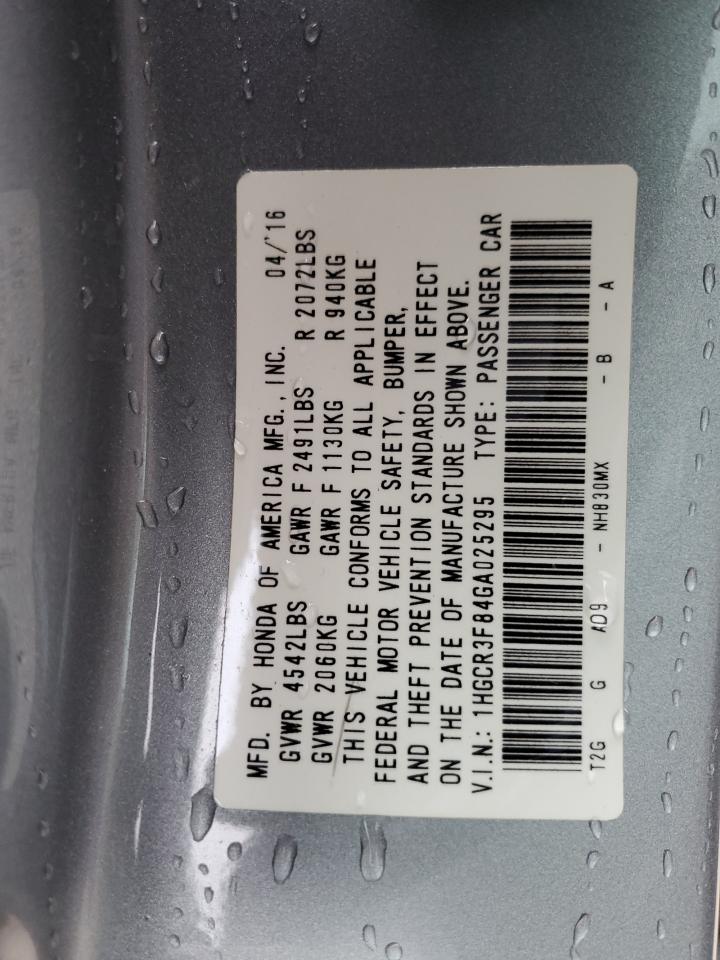 MFD. BY HONDA OF AMERICA MFG., INC. 04/'16
GVWR 4542LBS GAWR F 2491LBS R 2072LBS
GVWR 2060KG GAWR F 1130KG R 940KG
THIS VEHICLE CONFORMS TO ALL APPLICABLE
FEDERAL MOTOR VEHICLE SAFETY, BUMPER,
AND THEFT PREVENTION STANDARDS IN EFFECT
ON THE DATE OF MANUFACTURE SHOWN ABOVE.
V.I.N.: 1HGCR3F84GA025295 TYPE: PASSENGER CAR
T2G G AD9 - NH830MX - B - A